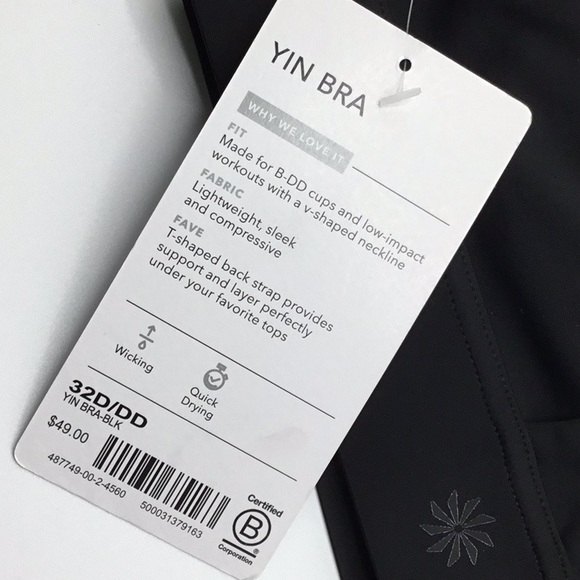 YIN BRA
WHY WE LOVE IT
FIT
Made for B-DD cups and low-impact
workouts with a v-shaped neckline
FABRIC
Lightweight, sleek
and compressive
FAVE
T-shaped back strap provides
support and layer perfectly
under your favorite tops
Wicking
Quick
Drying
32D/DD
YIN BRA-BLK
$49.00
487749-00-2-4560
500031379163
Certified
B
®
Corporation